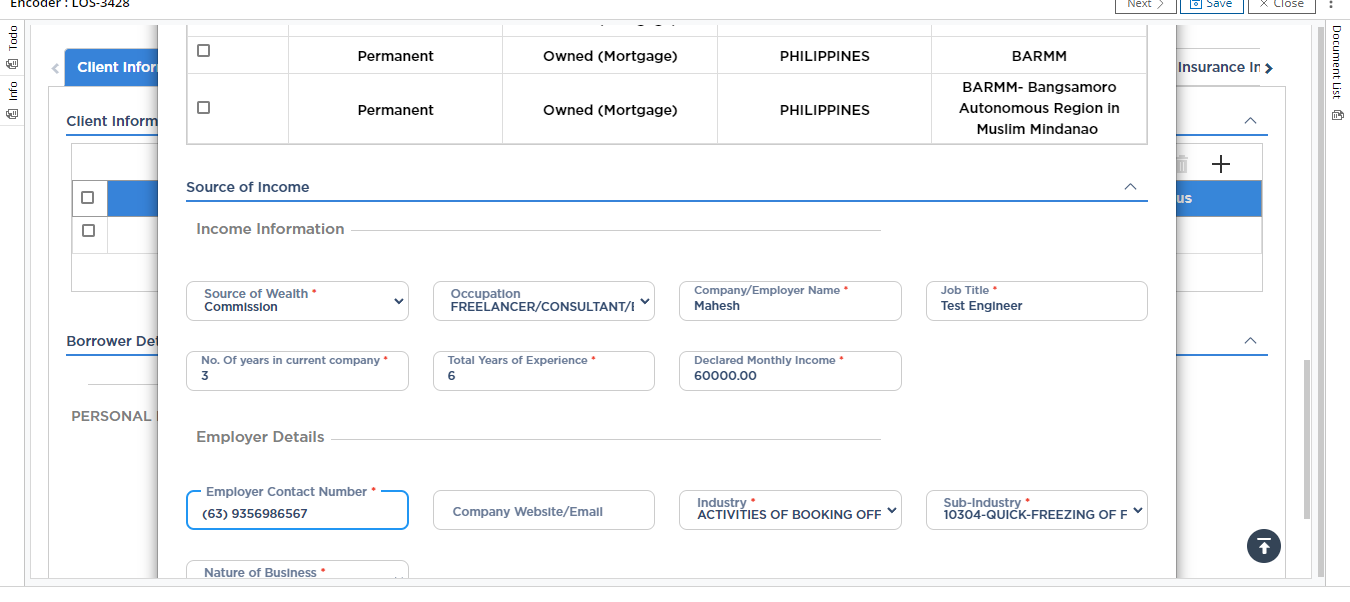 Encoder : LOS-3428
Next
Save
Close
Todo
Info
Document List
Client Infor
Insurance In
Permanent Owned (Mortgage) PHILIPPINES BARMM
Permanent Owned (Mortgage) PHILIPPINES BARMM- Bangsamoro
Autonomous Region in
Muslim Mindanao
Client Inform
us
Borrower Det
PERSONAL
Source of Income
Income Information
Source of Wealth *
Commission
Occupation
FREELANCER/CONSULTANT/
Company/Employer Name *
Mahesh
Job Title *
Test Engineer
No. Of years in current company *
3
Total Years of Experience *
6
Declared Monthly Income *
60000.00
Employer Details
Employer Contact Number *
(63) 9356986567
Company Website/Email
Industry *
ACTIVITIES OF BOOKING OFF
Sub-Industry *
10304-QUICK-FREEZING OF F
Nature of Business *